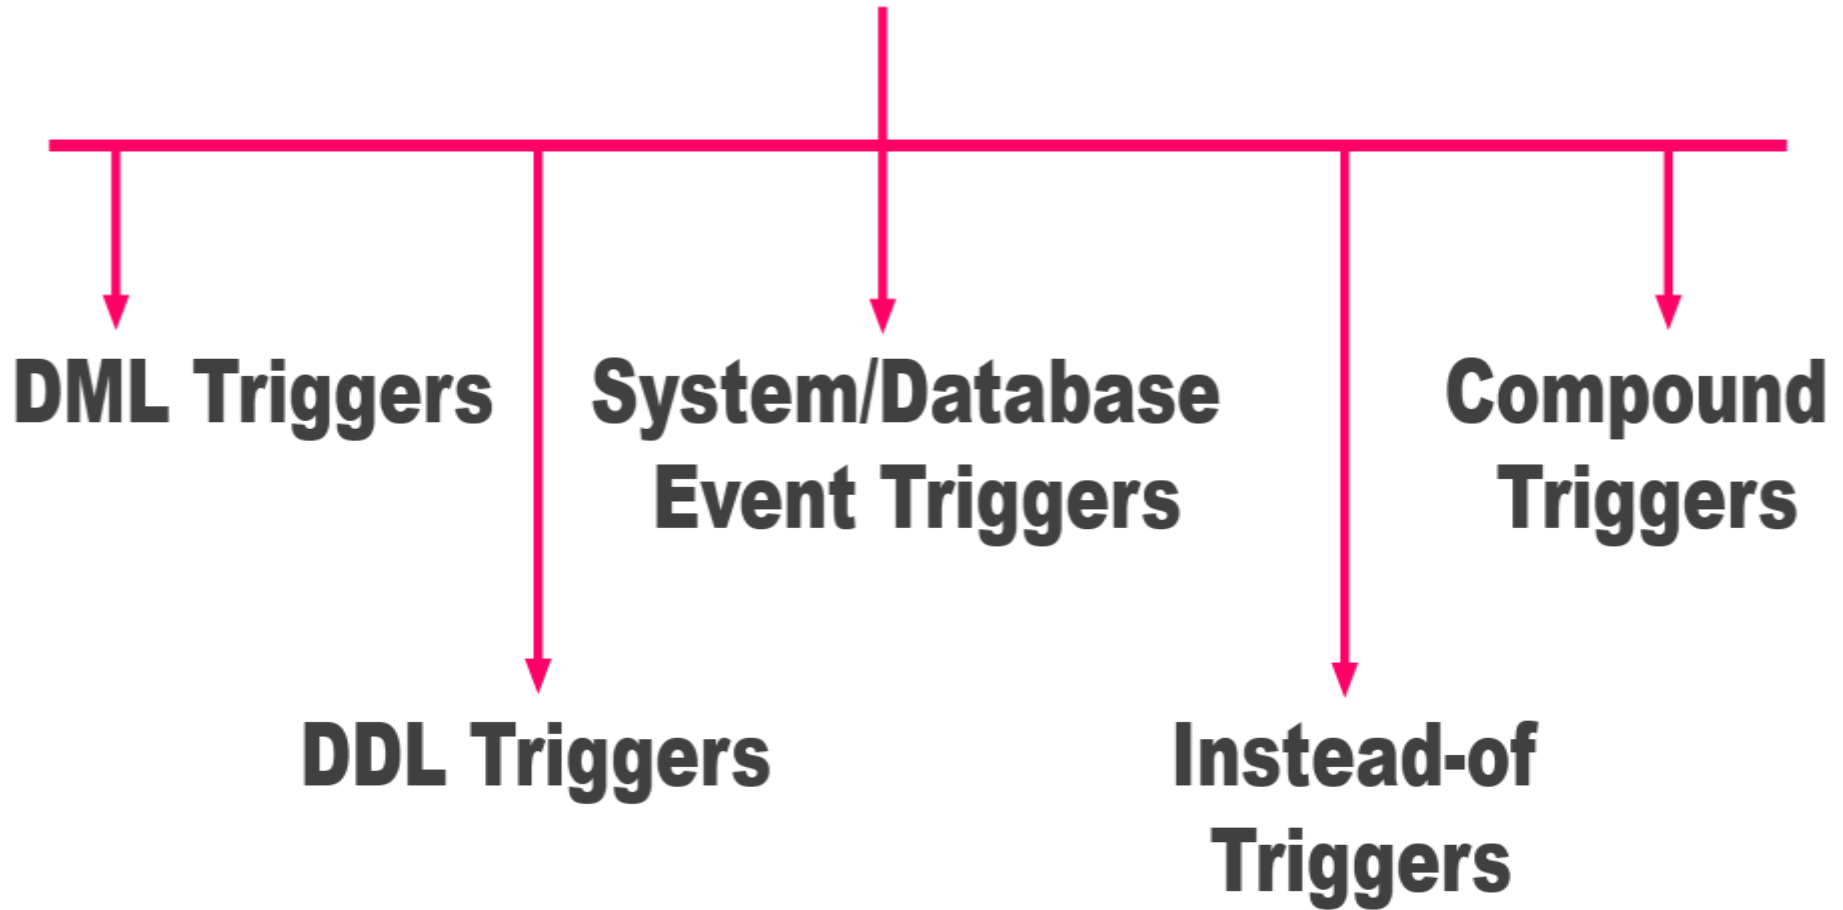 DML Triggers
System/Database
Event Triggers
Compound
Triggers
DDL Triggers
Instead-of
Triggers